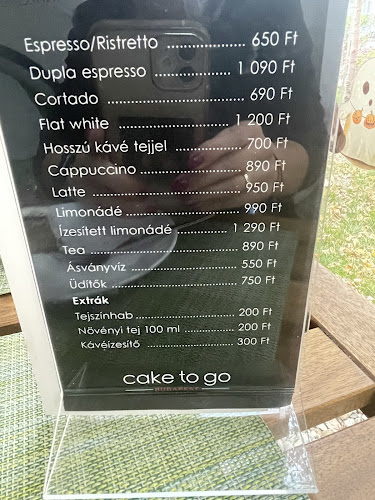 Espresso/Ristretto ..................... 650 Ft
Dupla espresso ..................... 1 090 Ft
Cortado ..................................... 690 Ft
Flat white ................................ 1 200 Ft
Hosszú kávé tejjel .................. 700 Ft
Cappuccino ........................... 890 Ft
Latte ......................................... 950 Ft
Limonádé ................................ 990 Ft
Ízesített limonádé ............... 1 290 Ft
Tea ........................................... 890 Ft
Ásványvíz ................................ 550 Ft
Üdítők ...................................... 750 Ft
Extrák
Tejszínhab ............................... 200 Ft
Növényi tej 100 ml .................. 200 Ft
Kávéízesítő ............................... 300 Ft
cake to go
BUDAPEST